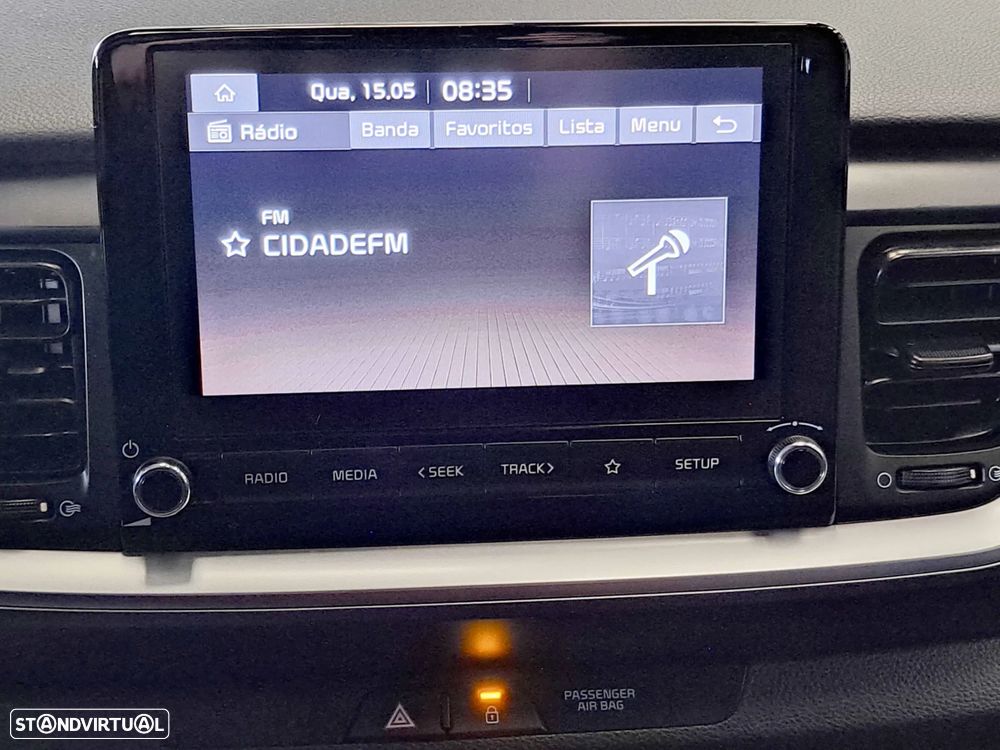 Qua, 15.05 08:35
Rádio Banda Favoritos Lista Menu
FM
CIDADEFM
RADIO MEDIA <SEEK TRACK> SETUP
PASSENGER
AIR BAG
STANDVIRTUAL